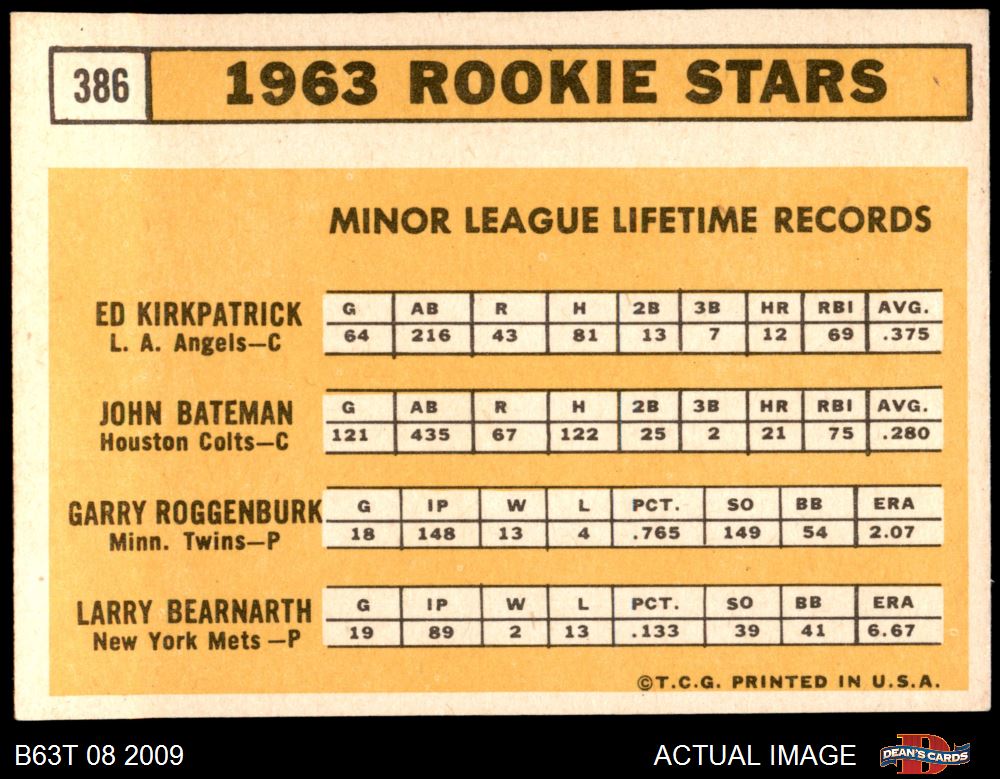 386 1963 ROOKIE STARS
MINOR LEAGUE LIFETIME RECORDS
ED KIRKPATRICK
L. A. Angels—C
G AB R H 2B 3B HR RBI AVG.
64 216 43 81 13 7 12 69 .375
JOHN BATEMAN
Houston Colts—C
G AB R H 2B 3B HR RBI AVG.
121 435 67 122 25 2 21 75 .280
GARRY ROGGENBURK
Minn. Twins—P
G IP W L PCT. SO BB ERA
18 148 13 4 .765 149 54 2.07
LARRY BEARNARTH
New York Mets—P
G IP W L PCT. SO BB ERA
19 89 2 13 .133 39 41 6.67
©T.C.G. PRINTED IN U.S.A.
B63T 08 2009 ACTUAL IMAGE DEAN'S CARDS